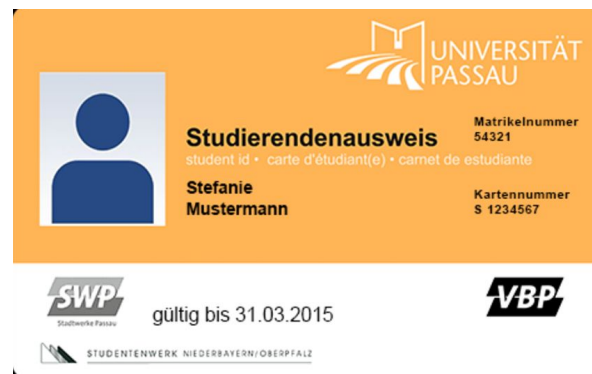 UNIVERSITÄT
PASSAU
Matrikelnummer
54321
Studierendenausweis
student id • carte d'étudiant(e) • carnet de estudiante
Stefanie
Mustermann
Kartennummer
S 1234567
SWP
Stadtwerke Passau
gültig bis 31.03.2015
VBP
STUDENTENWERK NIEDERBAYERN/OBERPFALZ